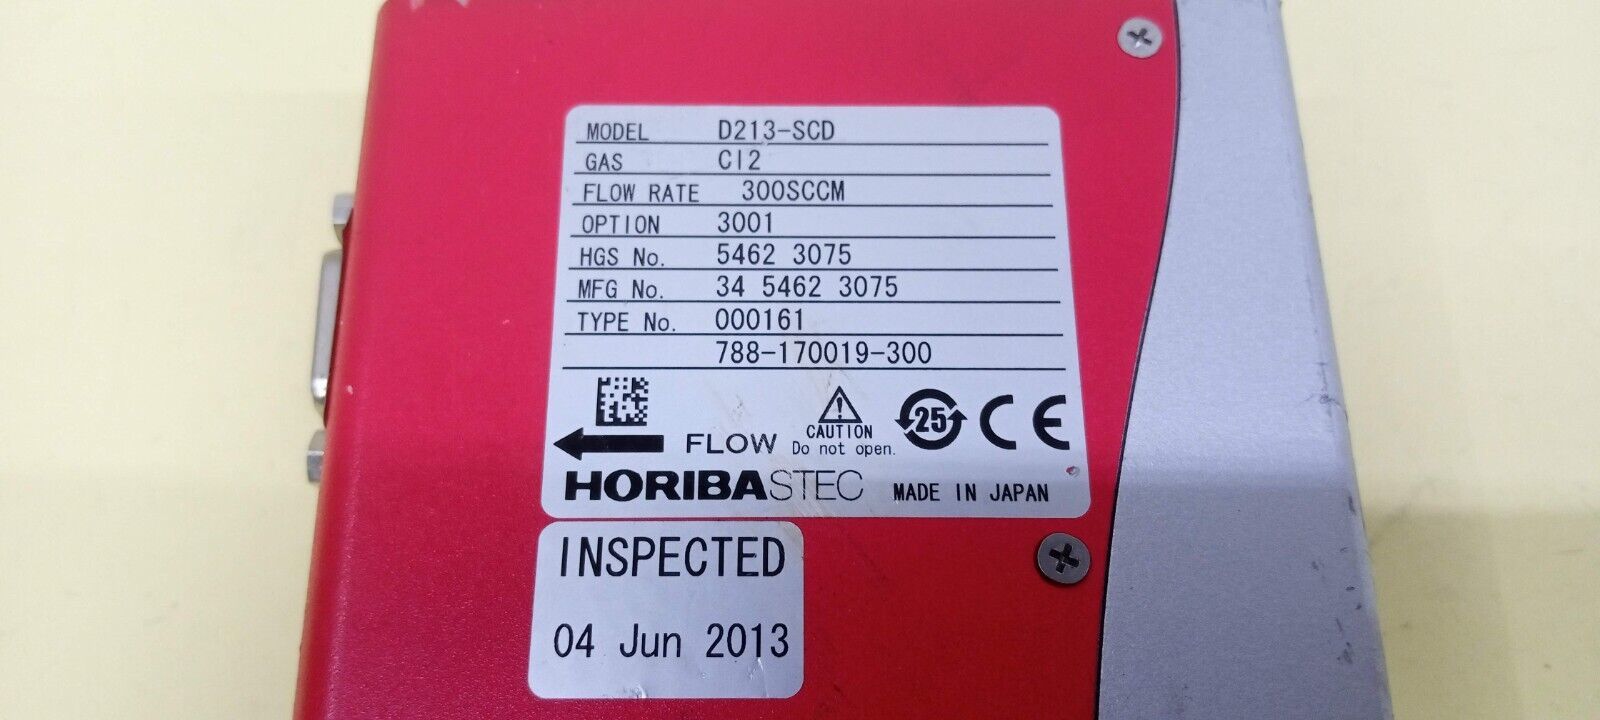 MODEL D213-SCD
GAS Cl2
FLOW RATE 300SCCM
OPTION 3001
HGS No. 5462 3075
MFG No. 34 5462 3075
TYPE No. 000161
788-170019-300
FLOW
CAUTION
Do not open.
25
CE
HORIBASTEC MADE IN JAPAN
INSPECTED
04 Jun 2013